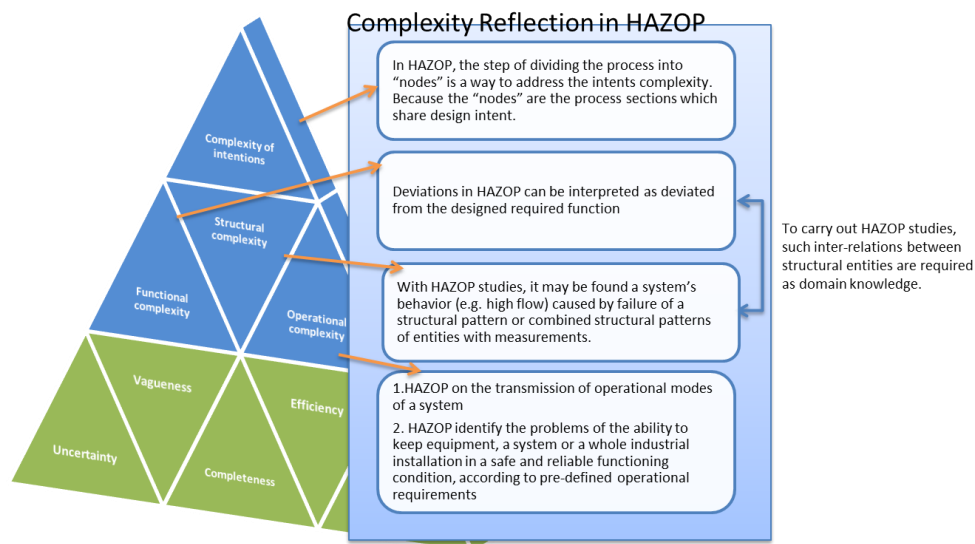 Complexity Reflection in HAZOP
In HAZOP, the step of dividing the process into
“nodes” is a way to address the intents complexity.
Because the “nodes” are the process sections which
share design intent.
Complexity of
intentions
Deviations in HAZOP can be interpreted as deviated
from the designed required function
Structural
complexity
To carry out HAZOP studies,
such inter-relations between
structural entities are required
as domain knowledge.
With HAZOP studies, it may be found a system’s
behavior (e.g. high flow) caused by failure of a
structural pattern or combined structural patterns
of entities with measurements.
Functional
complexity
Operational
complexity
1.HAZOP on the transmission of operational modes
of a system
2. HAZOP identify the problems of the ability to
keep equipment, a system or a whole industrial
installation in a safe and reliable functioning
condition, according to pre-defined operational
requirements
Vagueness
Efficiency
Uncertainty
Completeness